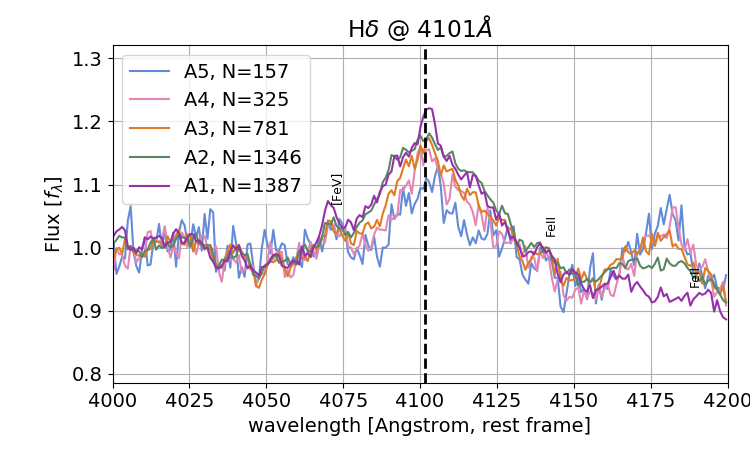 Hδ @ 4101Å
1.3
1.2
1.1
1.0
0.9
0.8
Flux [fλ]
A5, N=157
A4, N=325
A3, N=781
A2, N=1346
A1, N=1387
[FeV]
FeII
FeII
4000 4025 4050 4075 4100 4125 4150 4175 4200
wavelength [Angstrom, rest frame]